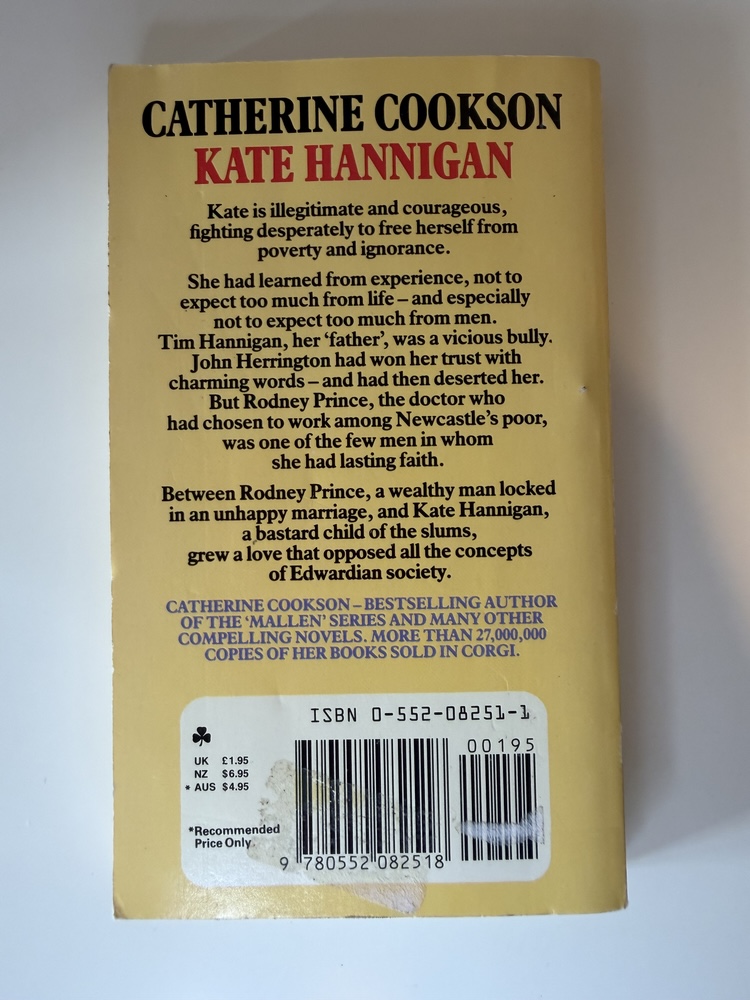 CATHERINE COOKSON
KATE HANNIGAN
Kate is illegitimate and courageous,
fighting desperately to free herself from
poverty and ignorance.
She had learned from experience, not to
expect too much from life – and especially
not to expect too much from men.
Tim Hannigan, her ‘father’, was a vicious bully.
John Herrington had won her trust with
charming words – and had then deserted her.
But Rodney Prince, the doctor who
had chosen to work among Newcastle’s poor,
was one of the few men in whom
she had lasting faith.
Between Rodney Prince, a wealthy man locked
in an unhappy marriage, and Kate Hannigan,
a bastard child of the slums,
grew a love that opposed all the concepts
of Edwardian society.
CATHERINE COOKSON – BESTSELLING AUTHOR
OF THE ‘MALLEN’ SERIES AND MANY OTHER
COMPELLING NOVELS. MORE THAN 27,000,000
COPIES OF HER BOOKS SOLD IN CORGI.
ISBN 0-552-08251-1
00195
UK £1.95
NZ $6.95
* AUS $4.95
*Recommended
Price Only.
9 780552 082518